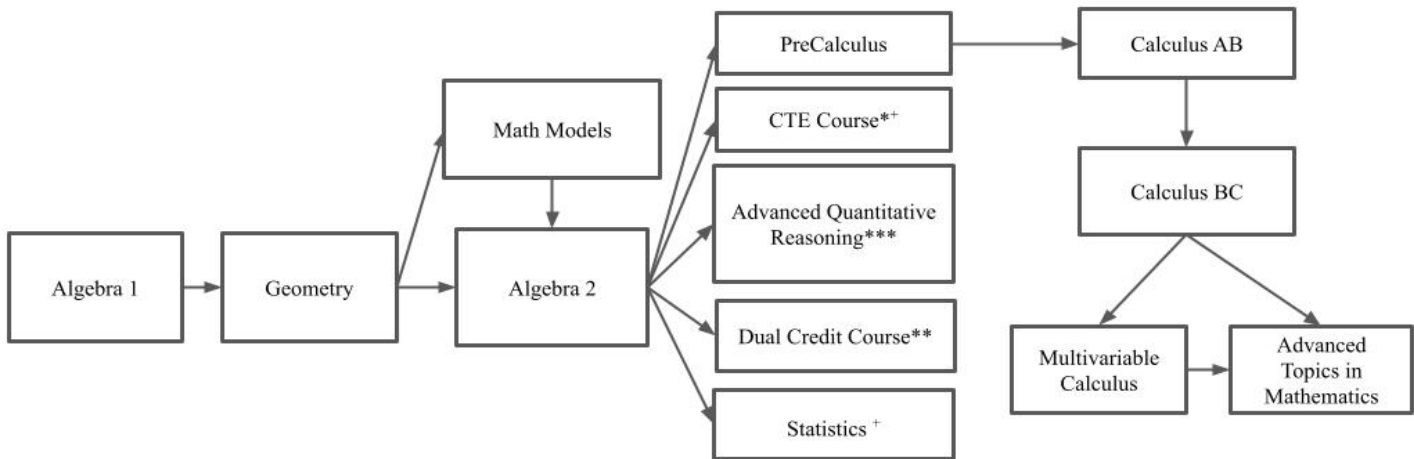 PreCalculus
Calculus AB
CTE Course*⁺
Math Models
Calculus BC
Advanced Quantitative
Reasoning***
Algebra 1
Geometry
Algebra 2
Dual Credit Course**
Multivariable
Calculus
Advanced
Topics in
Mathematics
Statistics ⁺